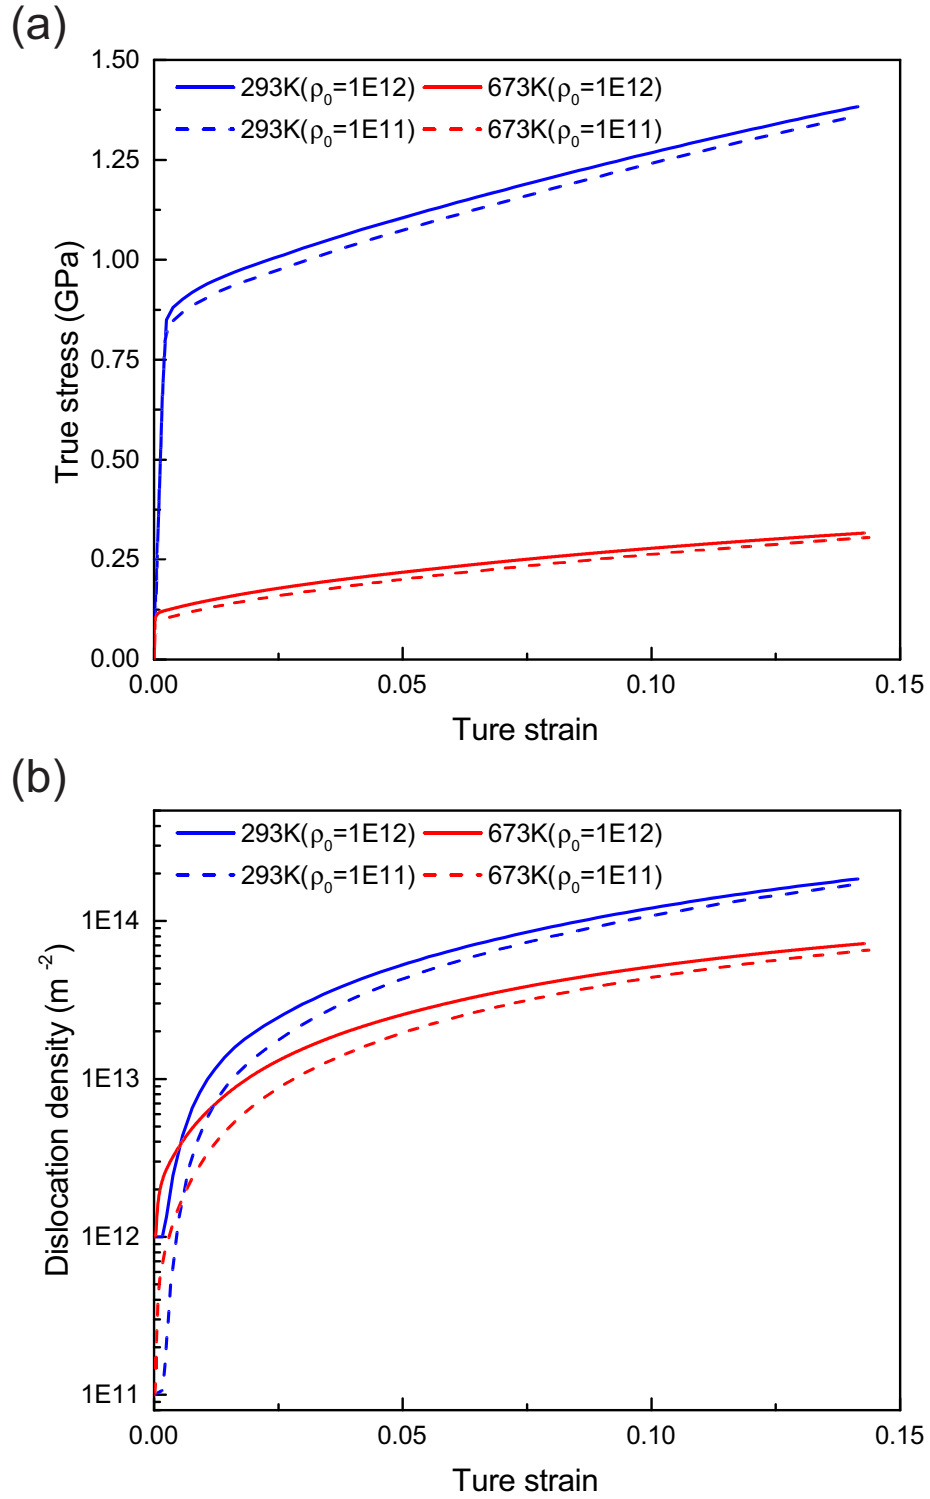 (a)
1.50
293K(ρ₀=1E12) 673K(ρ₀=1E12)
293K(ρ₀=1E11) 673K(ρ₀=1E11)
1.25
1.00
0.75
0.50
0.25
0.00
True stress (GPa)
0.00 0.05 0.10 0.15
Ture strain
(b)
293K(ρ₀=1E12) 673K(ρ₀=1E12)
293K(ρ₀=1E11) 673K(ρ₀=1E11)
1E14
1E13
1E12
1E11
Dislocation density (m⁻²)
0.00 0.05 0.10 0.15
Ture strain